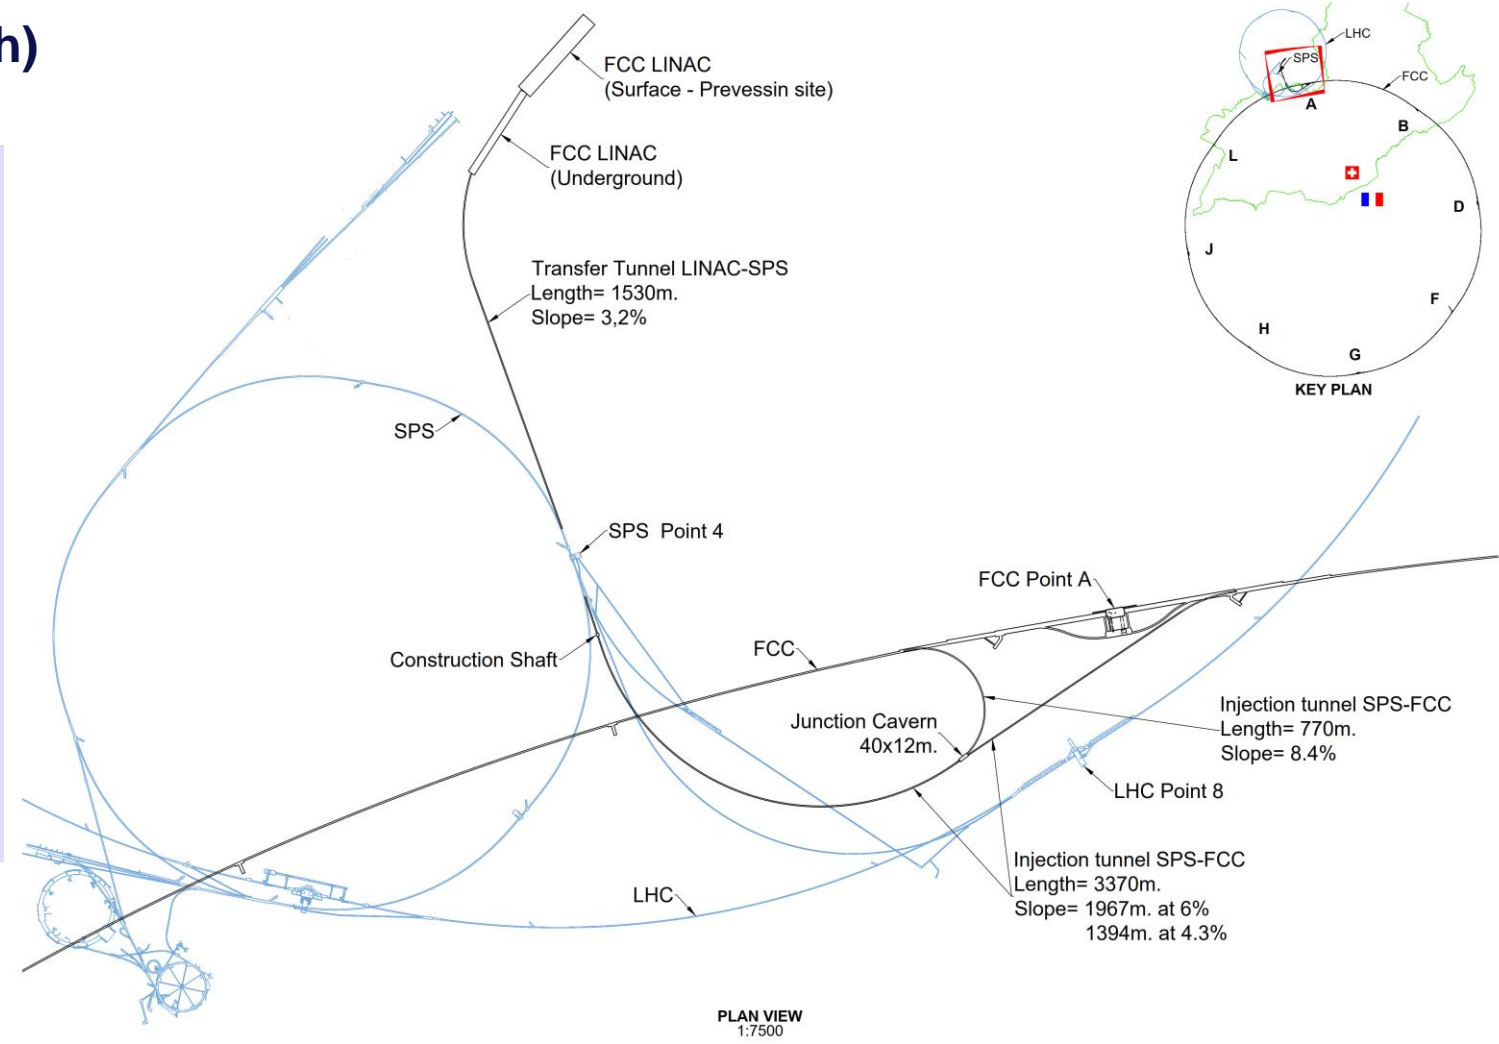 h)
FCC LINAC
(Surface - Prevessin site)
FCC LINAC
(Underground)
Transfer Tunnel LINAC-SPS
Length= 1530m.
Slope= 3,2%
SPS
SPS Point 4
Construction Shaft
FCC
FCC Point A
Junction Cavern
40x12m.
Injection tunnel SPS-FCC
Length= 770m.
Slope= 8.4%
LHC Point 8
Injection tunnel SPS-FCC
Length= 3370m.
Slope= 1967m. at 6%
1394m. at 4.3%
LHC
PLAN VIEW
1:7500
LHC
SPS
FCC
A
B
L
D
J
F
H
G
KEY PLAN